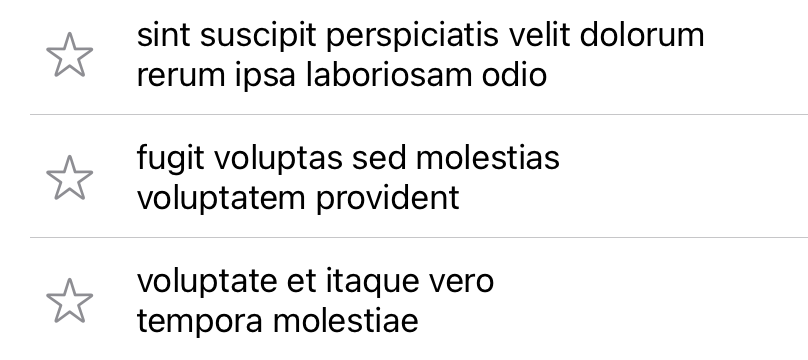 sint suscipit perspiciatis velit dolorum
rerum ipsa laboriosam odio
fugit voluptas sed molestias
voluptatem provident
voluptate et itaque vero
tempora molestiae